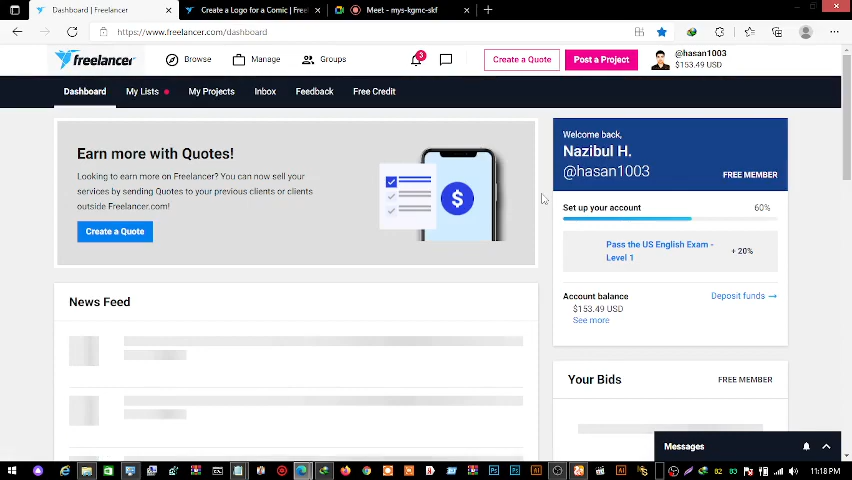 Dashboard | Freelancer
Create a Logo for a Comic | Free
Meet - mys-kgmc-skf
https://www.freelancer.com/dashboard
freelancer
Browse
Manage
Groups
3
Create a Quote
Post a Project
@hasan1003
$153.49 USD
Dashboard
My Lists
My Projects
Inbox
Feedback
Free Credit
Earn more with Quotes!
Looking to earn more on Freelancer? You can now sell your
services by sending Quotes to your previous clients or clients
outside Freelancer.com!
Create a Quote
$
Welcome back,
Nazibul H.
@hasan1003
FREE MEMBER
Set up your account
60%
Pass the US English Exam -
Level 1
+ 20%
Account balance
Deposit funds →
$153.49 USD
See more
News Feed
Your Bids
FREE MEMBER
Messages
11:18 PM